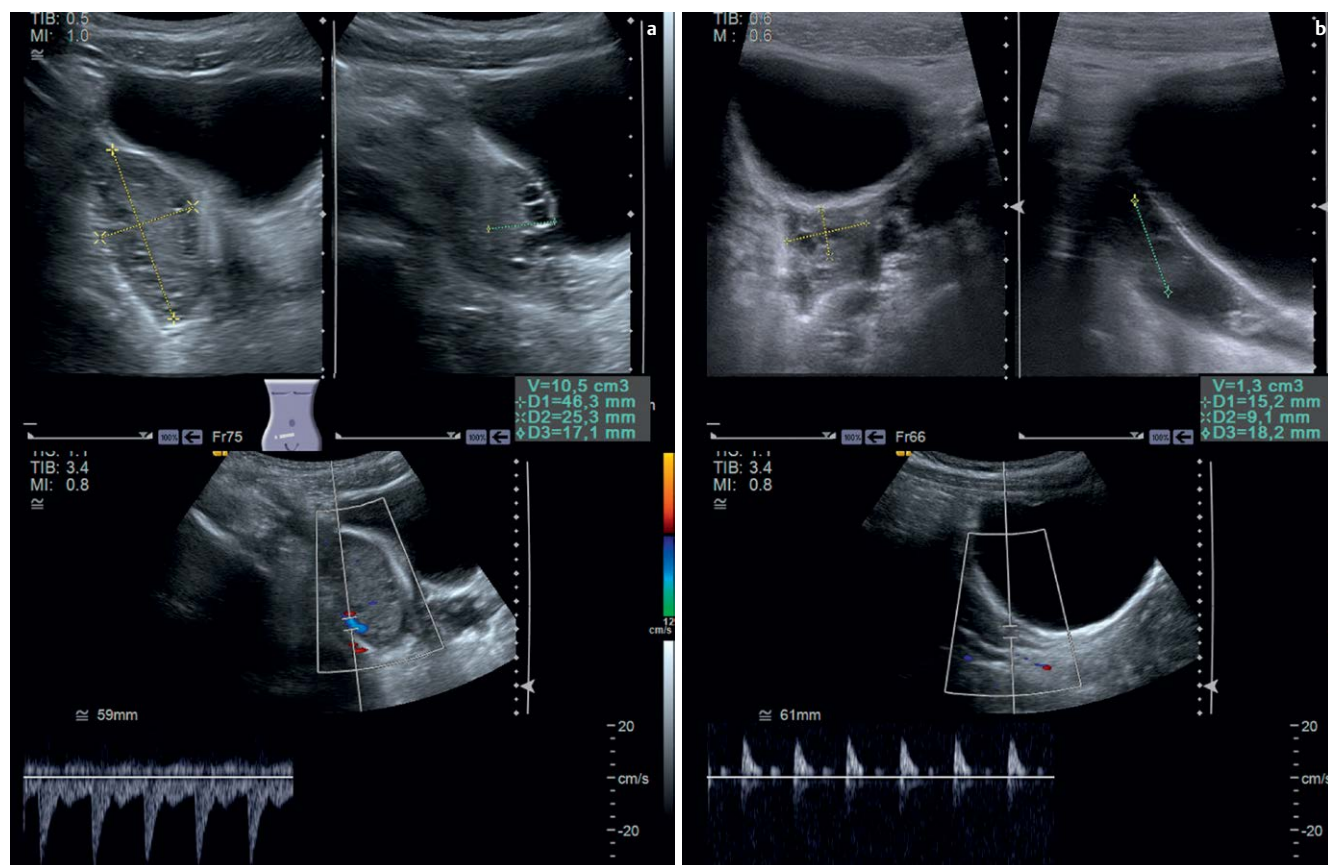 TIB: 0.5
MI: 1.0
≅
a
V=10,5 cm3
D1=46,3 mm
D2=25,3 mm
D3=17,1 mm
100%
Fr75
100%
TIB: 3.4
MI: 0.8
≅
12
cm/s
≅ 59mm
20
cm/s
-20
TIB: 0.6
M : 0.6
b
V=1,3 cm3
D1=15,2 mm
D2=9,1 mm
D3=18,2 mm
100%
Fr66
100%
TIB: 3.4
MI: 0.8
≅
≅ 61mm
20
cm/s
-20